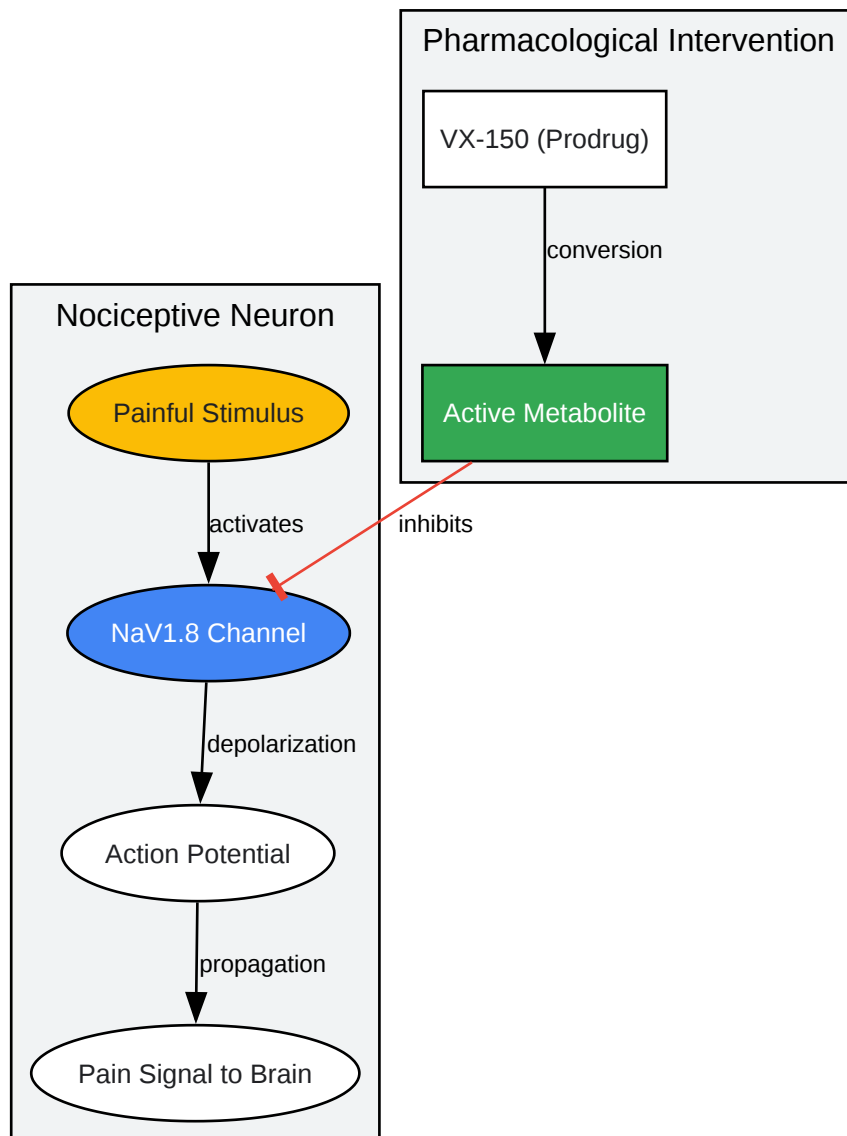 Pharmacological Intervention
VX-150 (Prodrug)
conversion
Active Metabolite
inhibits
Nociceptive Neuron
Painful Stimulus
activates
NaV1.8 Channel
depolarization
Action Potential
propagation
Pain Signal to Brain